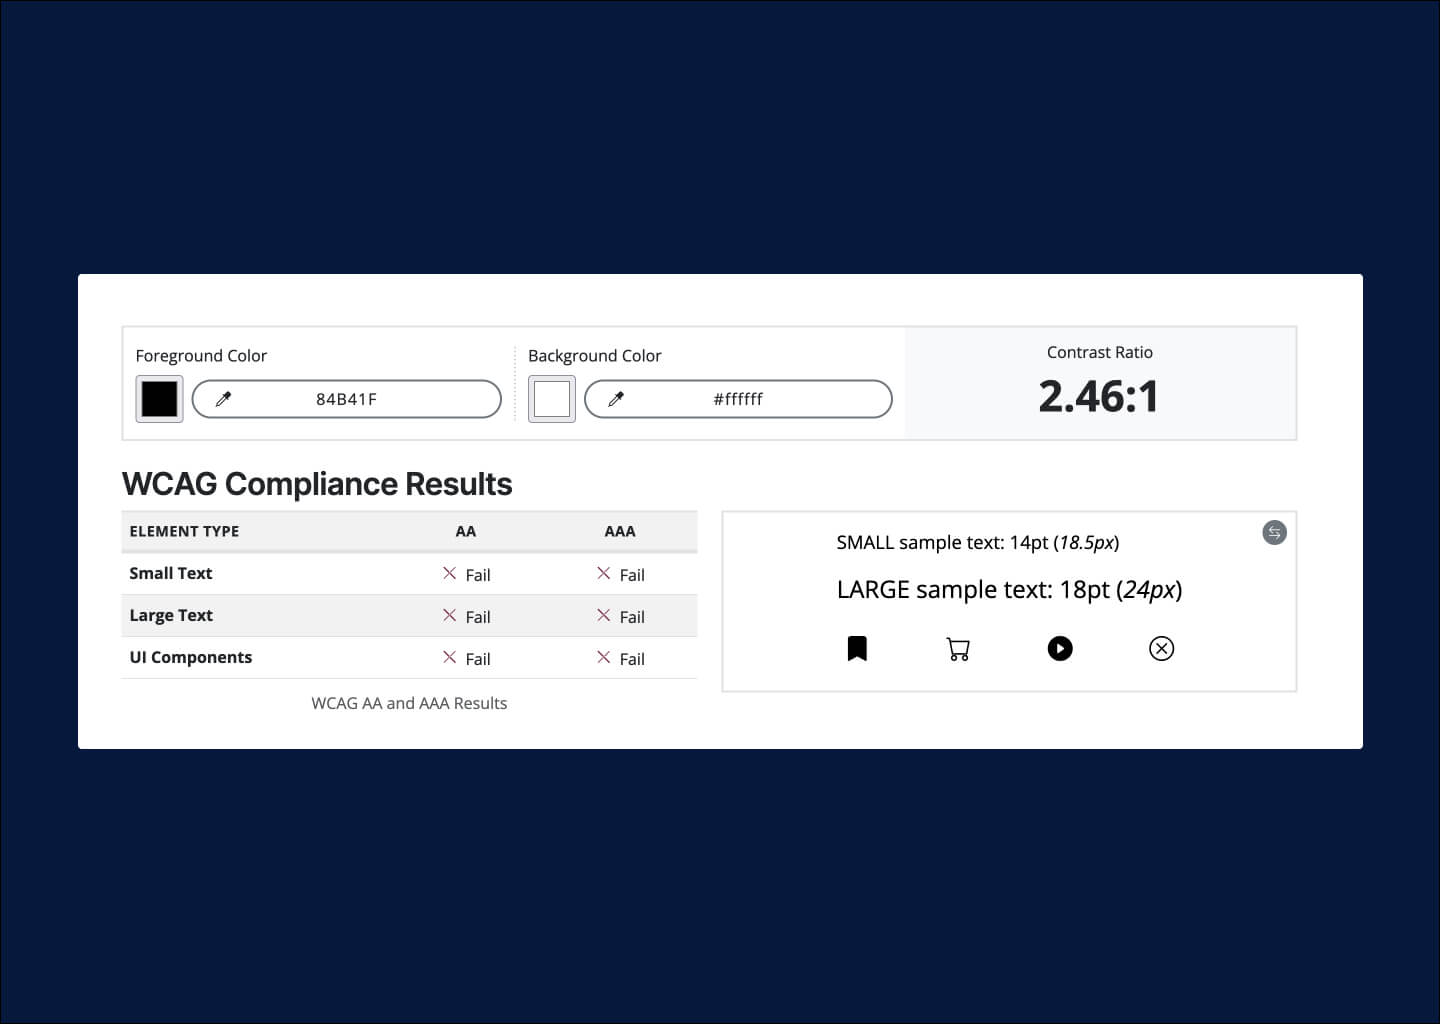 Foreground Color
84B41F
Background Color
#ffffff
Contrast Ratio
2.46:1
WCAG Compliance Results
ELEMENT TYPE AA AAA
Small Text Fail Fail
Large Text Fail Fail
UI Components Fail Fail
WCAG AA and AAA Results
SMALL sample text: 14pt (18.5px)
LARGE sample text: 18pt (24px)